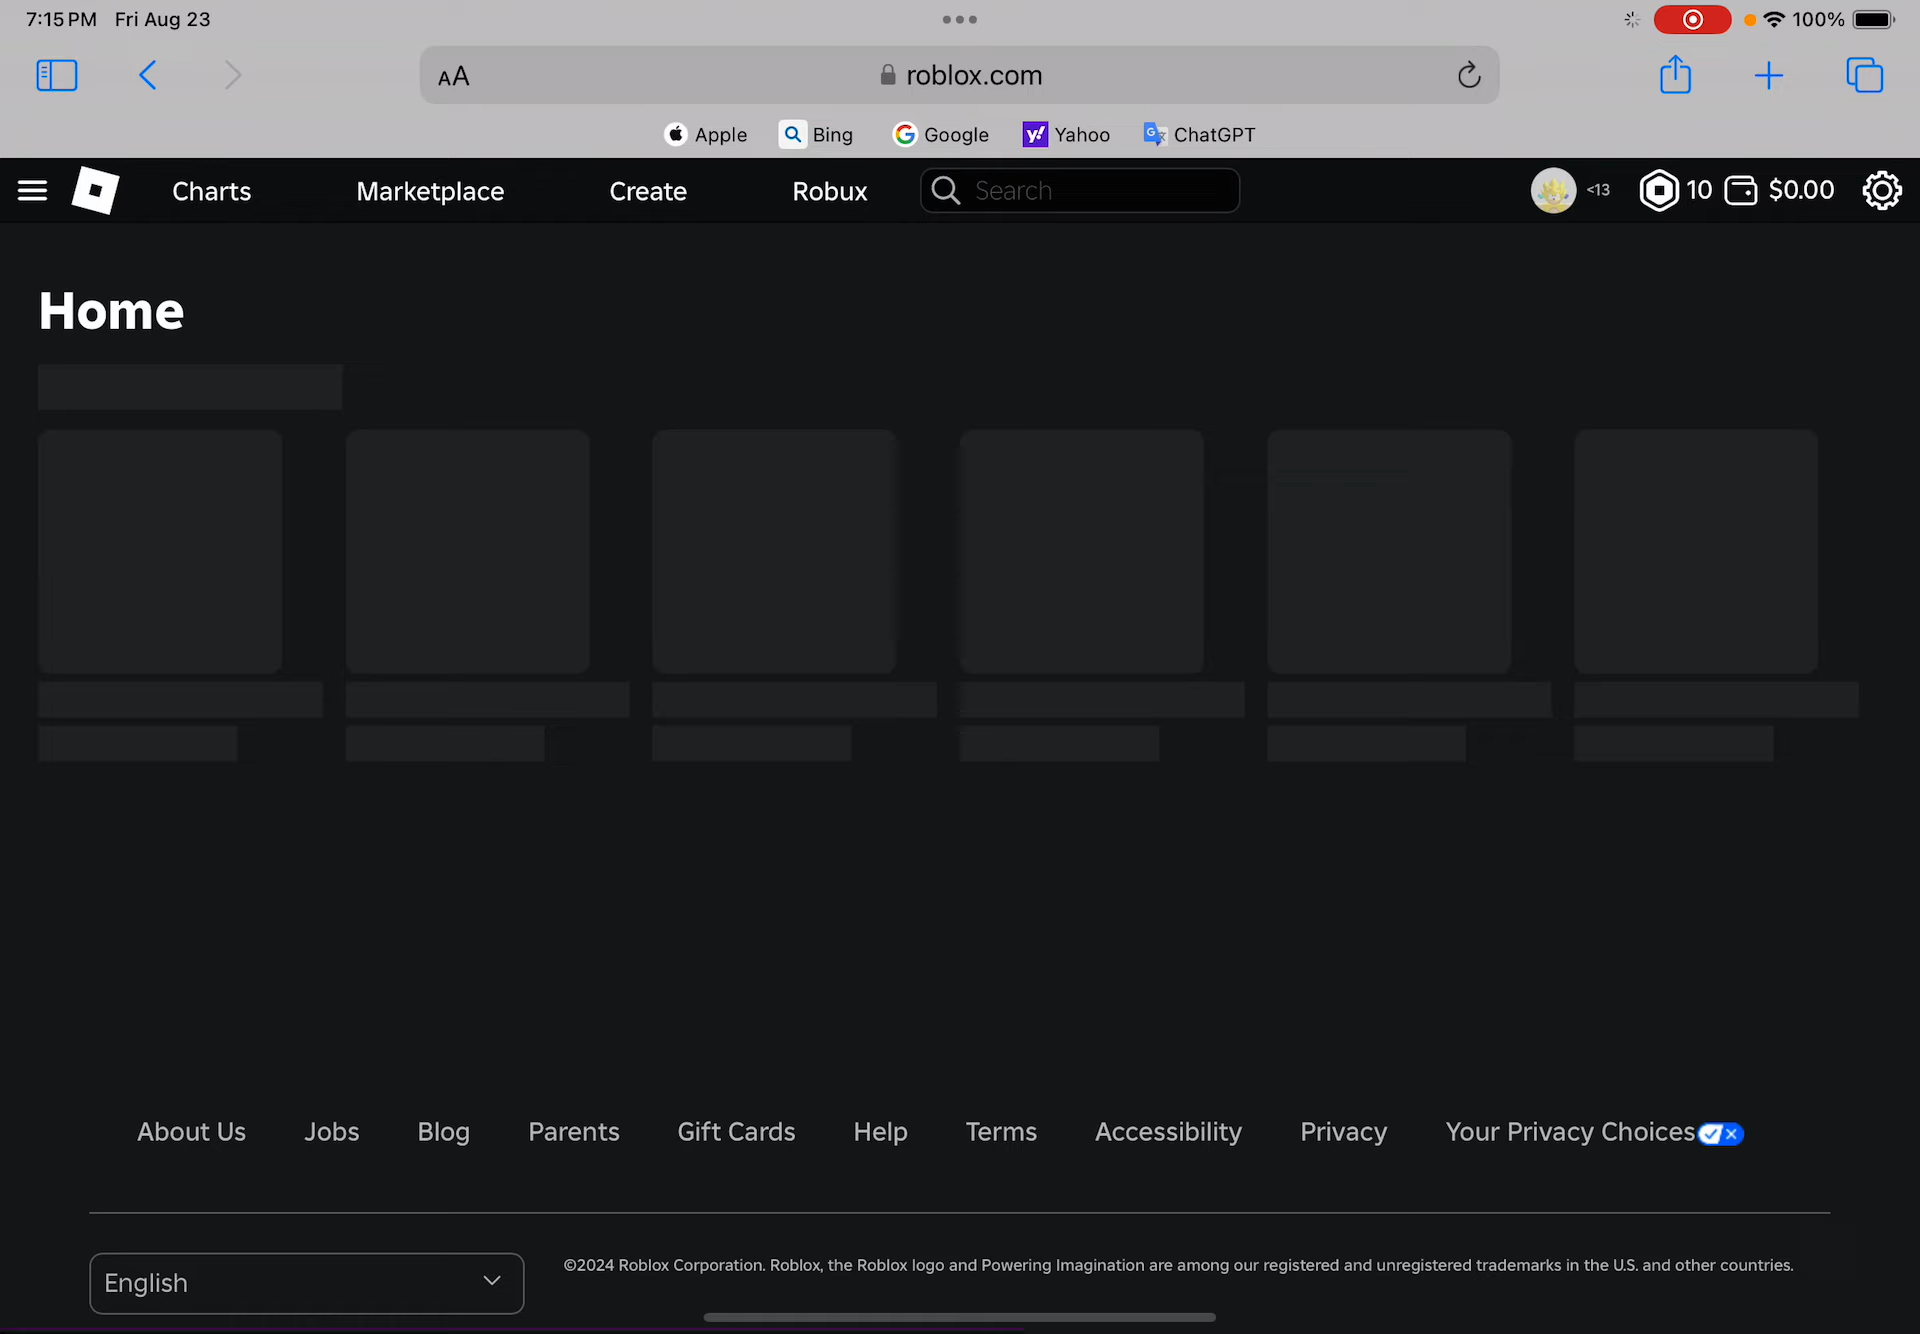 7:15 PM Fri Aug 23 100%
AA roblox.com
Apple Bing Google Yahoo ChatGPT
Charts Marketplace Create Robux Search <13 10 $0.00
Home
About Us Jobs Blog Parents Gift Cards Help Terms Accessibility Privacy Your Privacy Choices
English ©2024 Roblox Corporation. Roblox, the Roblox logo and Powering Imagination are among our registered and unregistered trademarks in the U.S. and other countries.